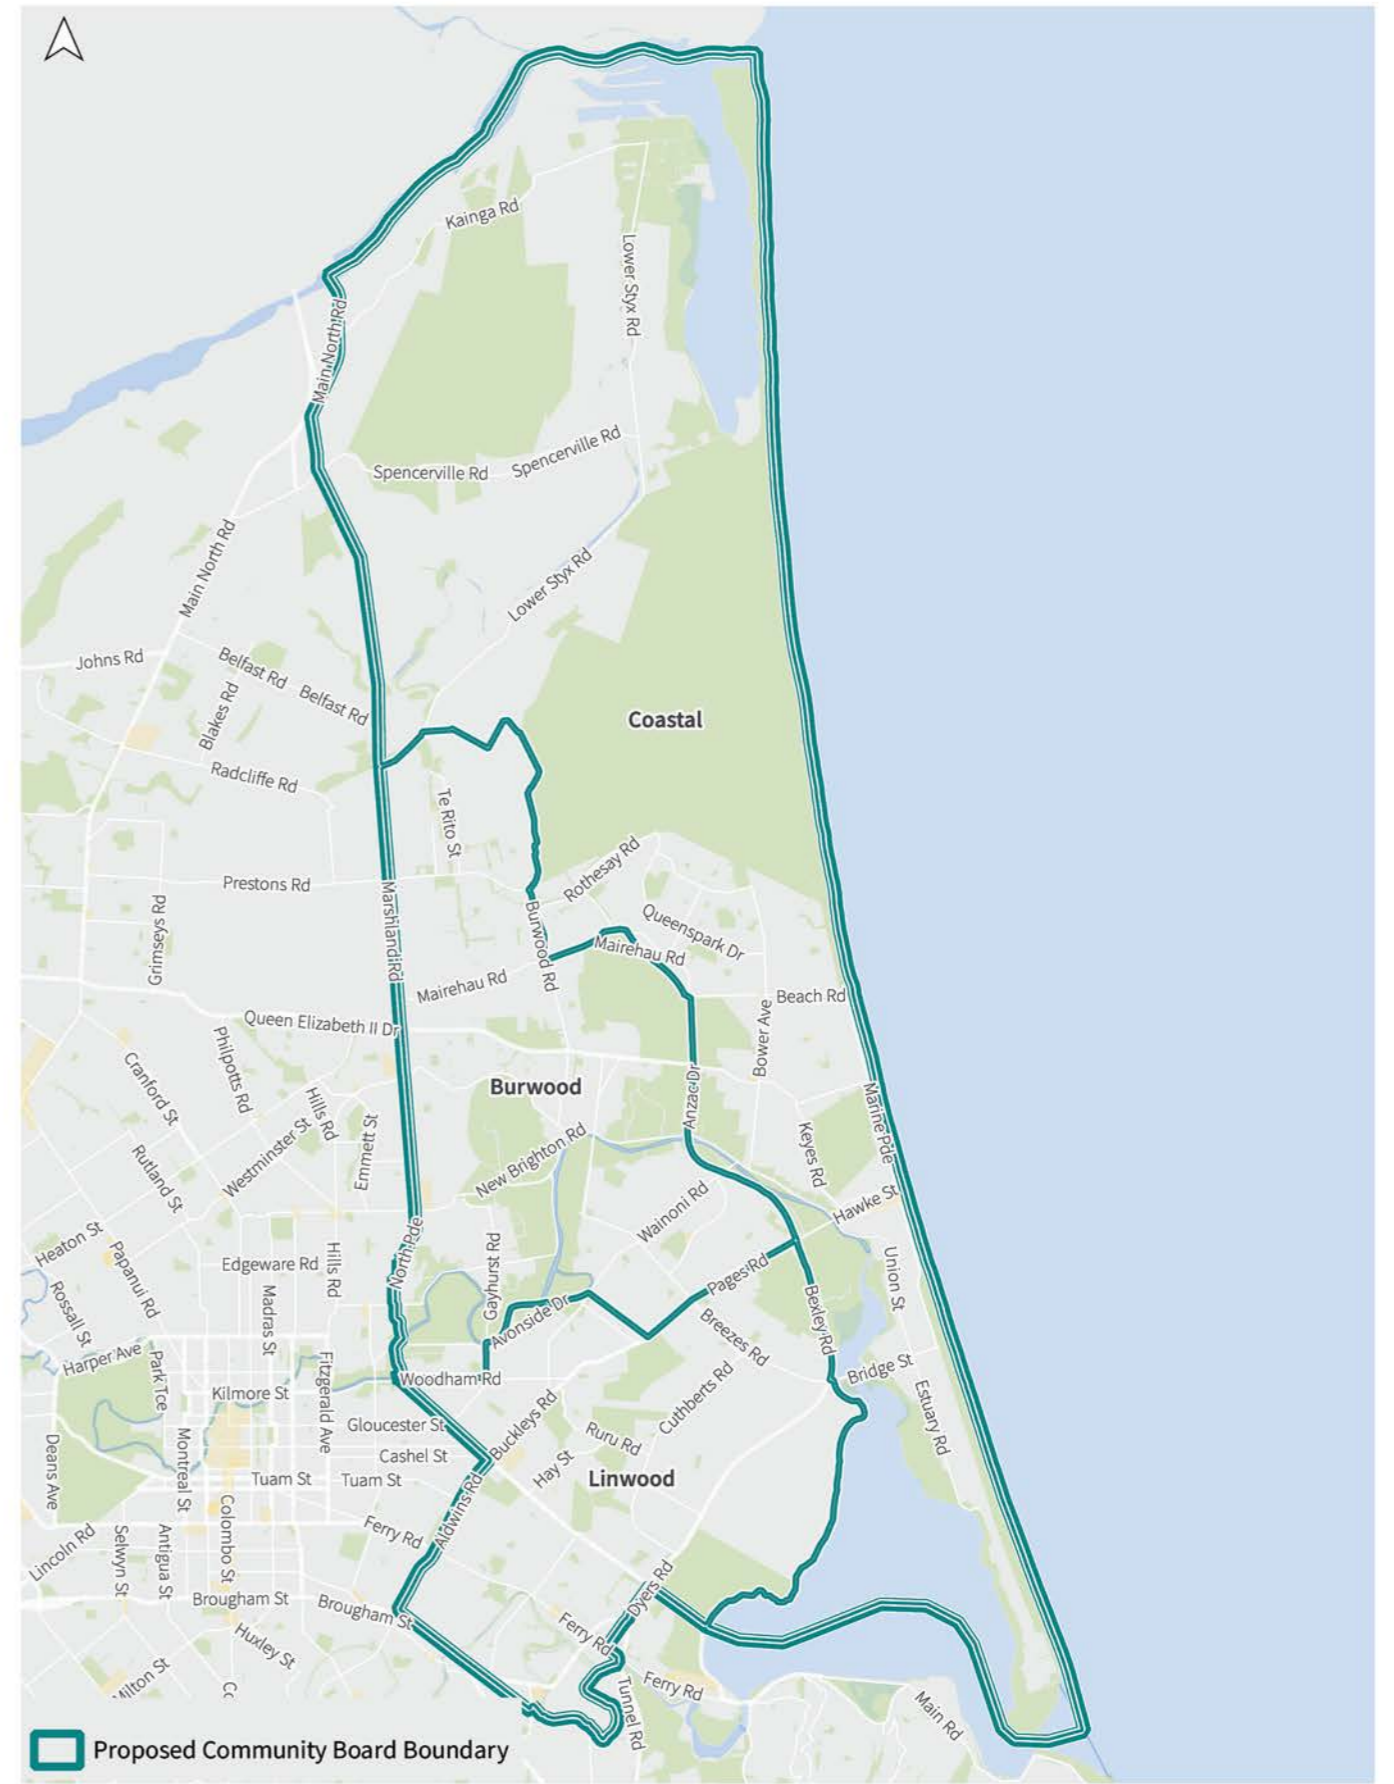 Kainga Rd
Lower Styx Rd
Main North Rd
Spencerville Rd
Spencerville Rd
Main North Rd
Lower Styx Rd
Johns Rd
Belfast Rd
Belfast Rd
Blakes Rd
Coastal
Radcliffe Rd
Te Rito St
Rothesay Rd
Prestons Rd
Marshland Rd
Grimseys Rd
Burwood Rd
Queenspark Dr
Mairehau Rd
Mairehau Rd
Beach Rd
Queen Elizabeth II Dr
Bower Ave
Philpotts Rd
Cranford St
Hills Rd
Burwood
Anzac Dr
Marine Pde
Emmett St
Westminster St
Rutland St
New Brighton Rd
Keyes Rd
Wainoni Rd
Hawke St
Heaton St
Papanui Rd
Edgeware Rd
Hills Rd
North Pde
Gayhurst Rd
Pages Rd
Union St
Rossall St
Madras St
Avonside Dr
Bexley Rd
Breezes Rd
Harper Ave
Park Tce
Fitzgerald Ave
Woodham Rd
Bridge St
Kilmore St
Cuthberts Rd
Estuary Rd
Gloucester St
Buckleys Rd
Ruru Rd
Cashel St
Deans Ave
Montreal St
Tuam St
Tuam St
Hay St
Linwood
Aldwins Rd
Colombo St
Ferry Rd
Lincoln Rd
Selwyn St
Antigua St
Dyers Rd
Brougham St
Brougham St
Ferry Rd
Huxley St
Milton St
Cc
Ferry Rd
Tunnel Rd
Main Rd
Proposed Community Board Boundary